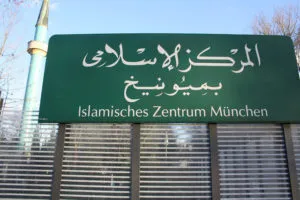 المركز الإسلامي
بميونيخ
Islamisches Zentrum München